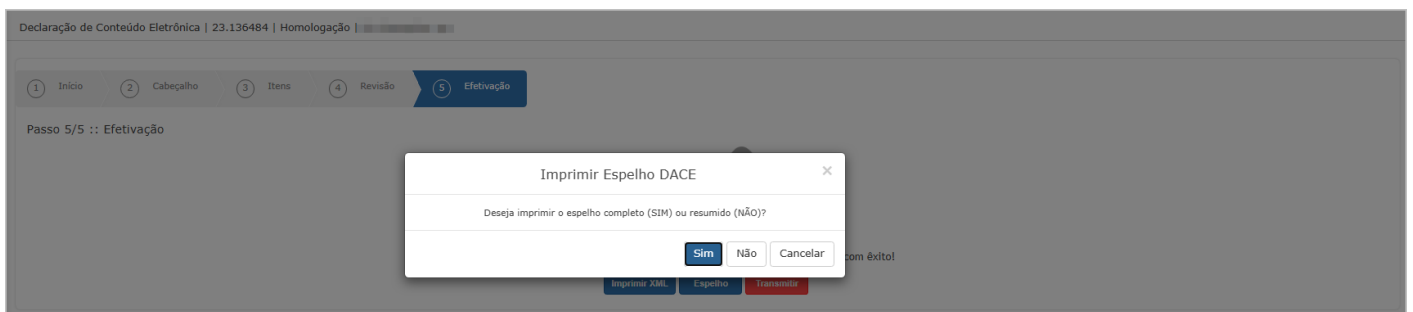 Declaração de Conteúdo Eletrônica | 23.136484 | Homologação |
1 Início 2 Cabeçalho 3 Itens 4 Revisão 5 Efetivação
Passo 5/5 :: Efetivação
Imprimir Espelho DACE ×
Deseja imprimir o espelho completo (SIM) ou resumido (NÃO)?
Sim Não Cancelar
com êxito!
Imprimir XML Espelho Transmitir